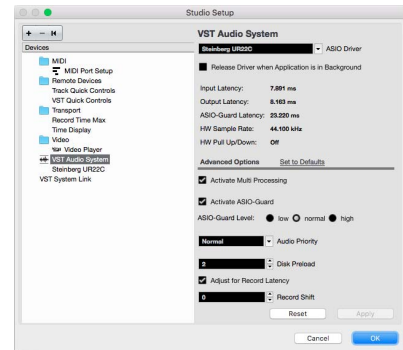 Studio Setup
+ - |◀
Devices
MIDI
MIDI Port Setup
Remote Devices
Track Quick Controls
VST Quick Controls
Transport
Record Time Max
Time Display
Video
Video Player
VST Audio System
Steinberg UR22C
VST System Link
VST Audio System
Steinberg UR22C ASIO Driver
Release Driver when Application is in Background
Input Latency: 7.891 ms
Output Latency: 8.163 ms
ASIO-Guard Latency: 23.220 ms
HW Sample Rate: 44.100 kHz
HW Pull Up/Down: Off
Advanced Options Set to Defaults
Activate Multi Processing
Activate ASIO-Guard
ASIO-Guard Level: low normal high
Normal Audio Priority
2 Disk Preload
Adjust for Record Latency
0 Record Shift
Reset Apply
Cancel OK